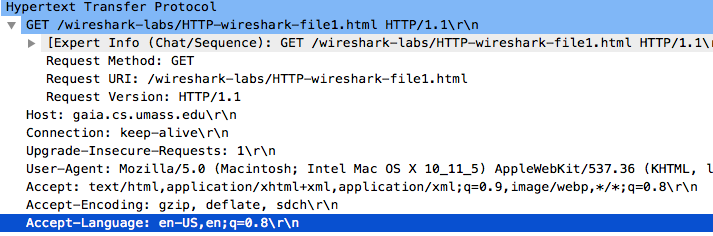 Hypertext Transfer Protocol
GET /wireshark-labs/HTTP-wireshark-file1.html HTTP/1.1\r\n
[Expert Info (Chat/Sequence): GET /wireshark-labs/HTTP-wireshark-file1.html HTTP/1.1\r
Request Method: GET
Request URI: /wireshark-labs/HTTP-wireshark-file1.html
Request Version: HTTP/1.1
Host: gaia.cs.umass.edu\r\n
Connection: keep-alive\r\n
Upgrade-Insecure-Requests: 1\r\n
User-Agent: Mozilla/5.0 (Macintosh; Intel Mac OS X 10_11_5) AppleWebKit/537.36 (KHTML, l
Accept: text/html,application/xhtml+xml,application/xml;q=0.9,image/webp,*/*;q=0.8\r\n
Accept-Encoding: gzip, deflate, sdch\r\n
Accept-Language: en-US,en;q=0.8\r\n